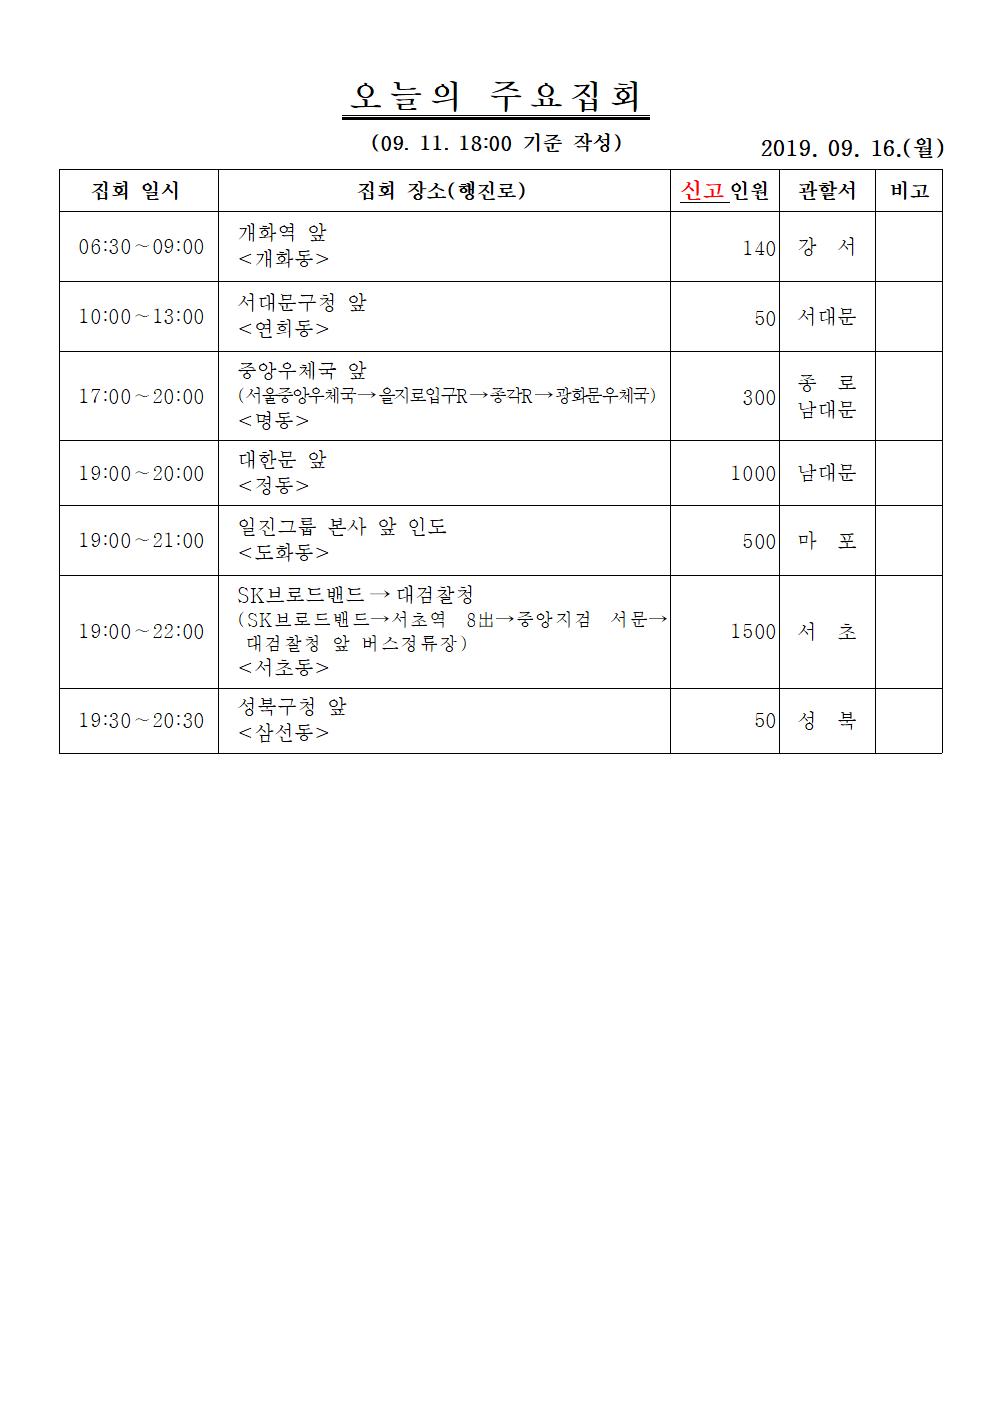 오늘의 주요집회
(09. 11. 18:00 기준 작성)
2019. 09. 16.(월)
집회 일시 집회 장소(행진로) 신고인원 관할서 비고
06:30～09:00 개화역 앞 <개화동> 140 강 서
10:00～13:00 서대문구청 앞 <연희동> 50 서대문
17:00～20:00 중앙우체국 앞
(서울중앙우체국→을지로입구R→종각R→광화문우체국)
<명동> 300 종 로 남대문
19:00～20:00 대한문 앞 <정동> 1000 남대문
19:00～21:00 일진그룹 본사 앞 인도 <도화동> 500 마 포
19:00～22:00 SK브로드밴드→대검찰청
(SK브로드밴드→서초역 8出→중앙지검 서문→
대검찰청 앞 버스정류장)
<서초동> 1500 서 초
19:30～20:30 성북구청 앞 <삼선동> 50 성 북